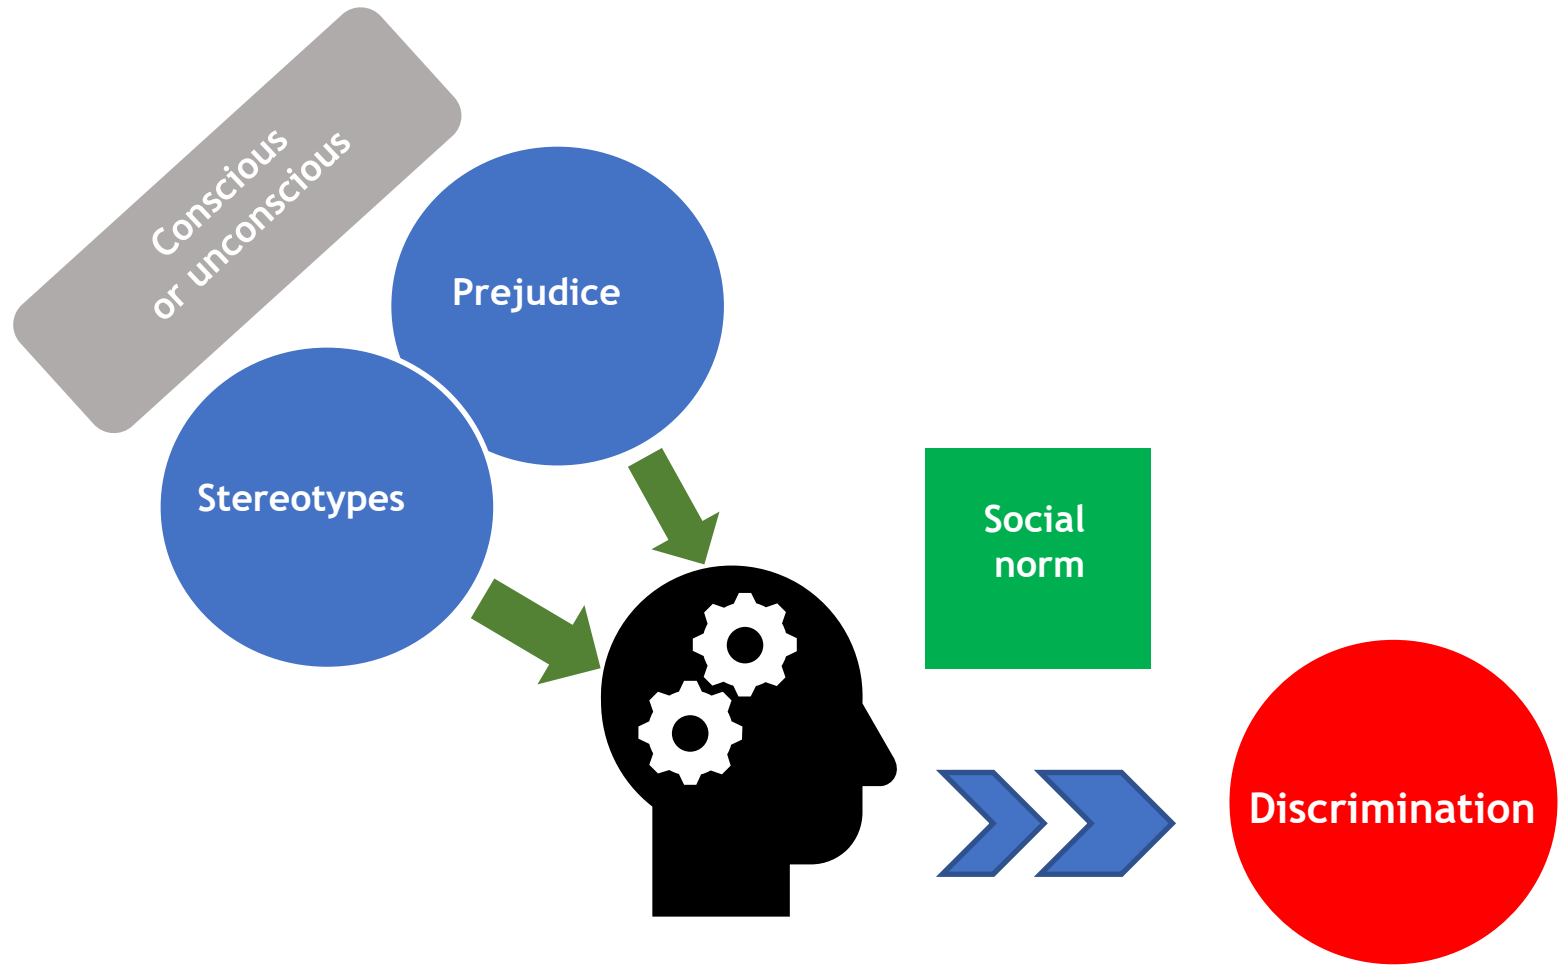 Conscious
or unconscious
Prejudice
Stereotypes
Social
norm
Discrimination